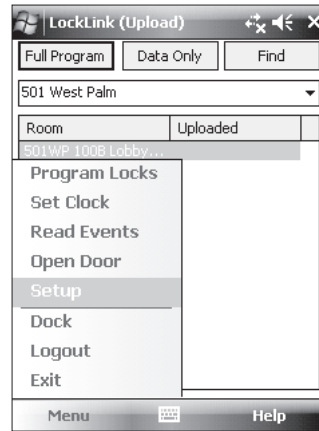 LockLink (Upload)
Full Program Data Only Find
501 West Palm
Room Uploaded
501WP 100B Lobby...
Program Locks
Set Clock
Read Events
Open Door
Setup
Dock
Logout
Exit
Menu Help